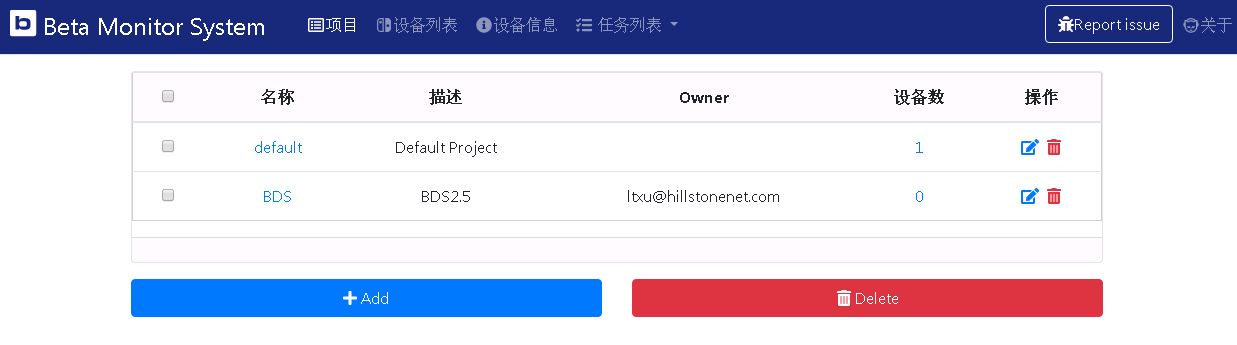 b Beta Monitor System 项目 设备列表 设备信息 任务列表 Report issue 关于
名称 描述 Owner 设备数 操作
default Default Project 1
BDS BDS2.5 ltxu@hillstonenet.com 0
Add Delete